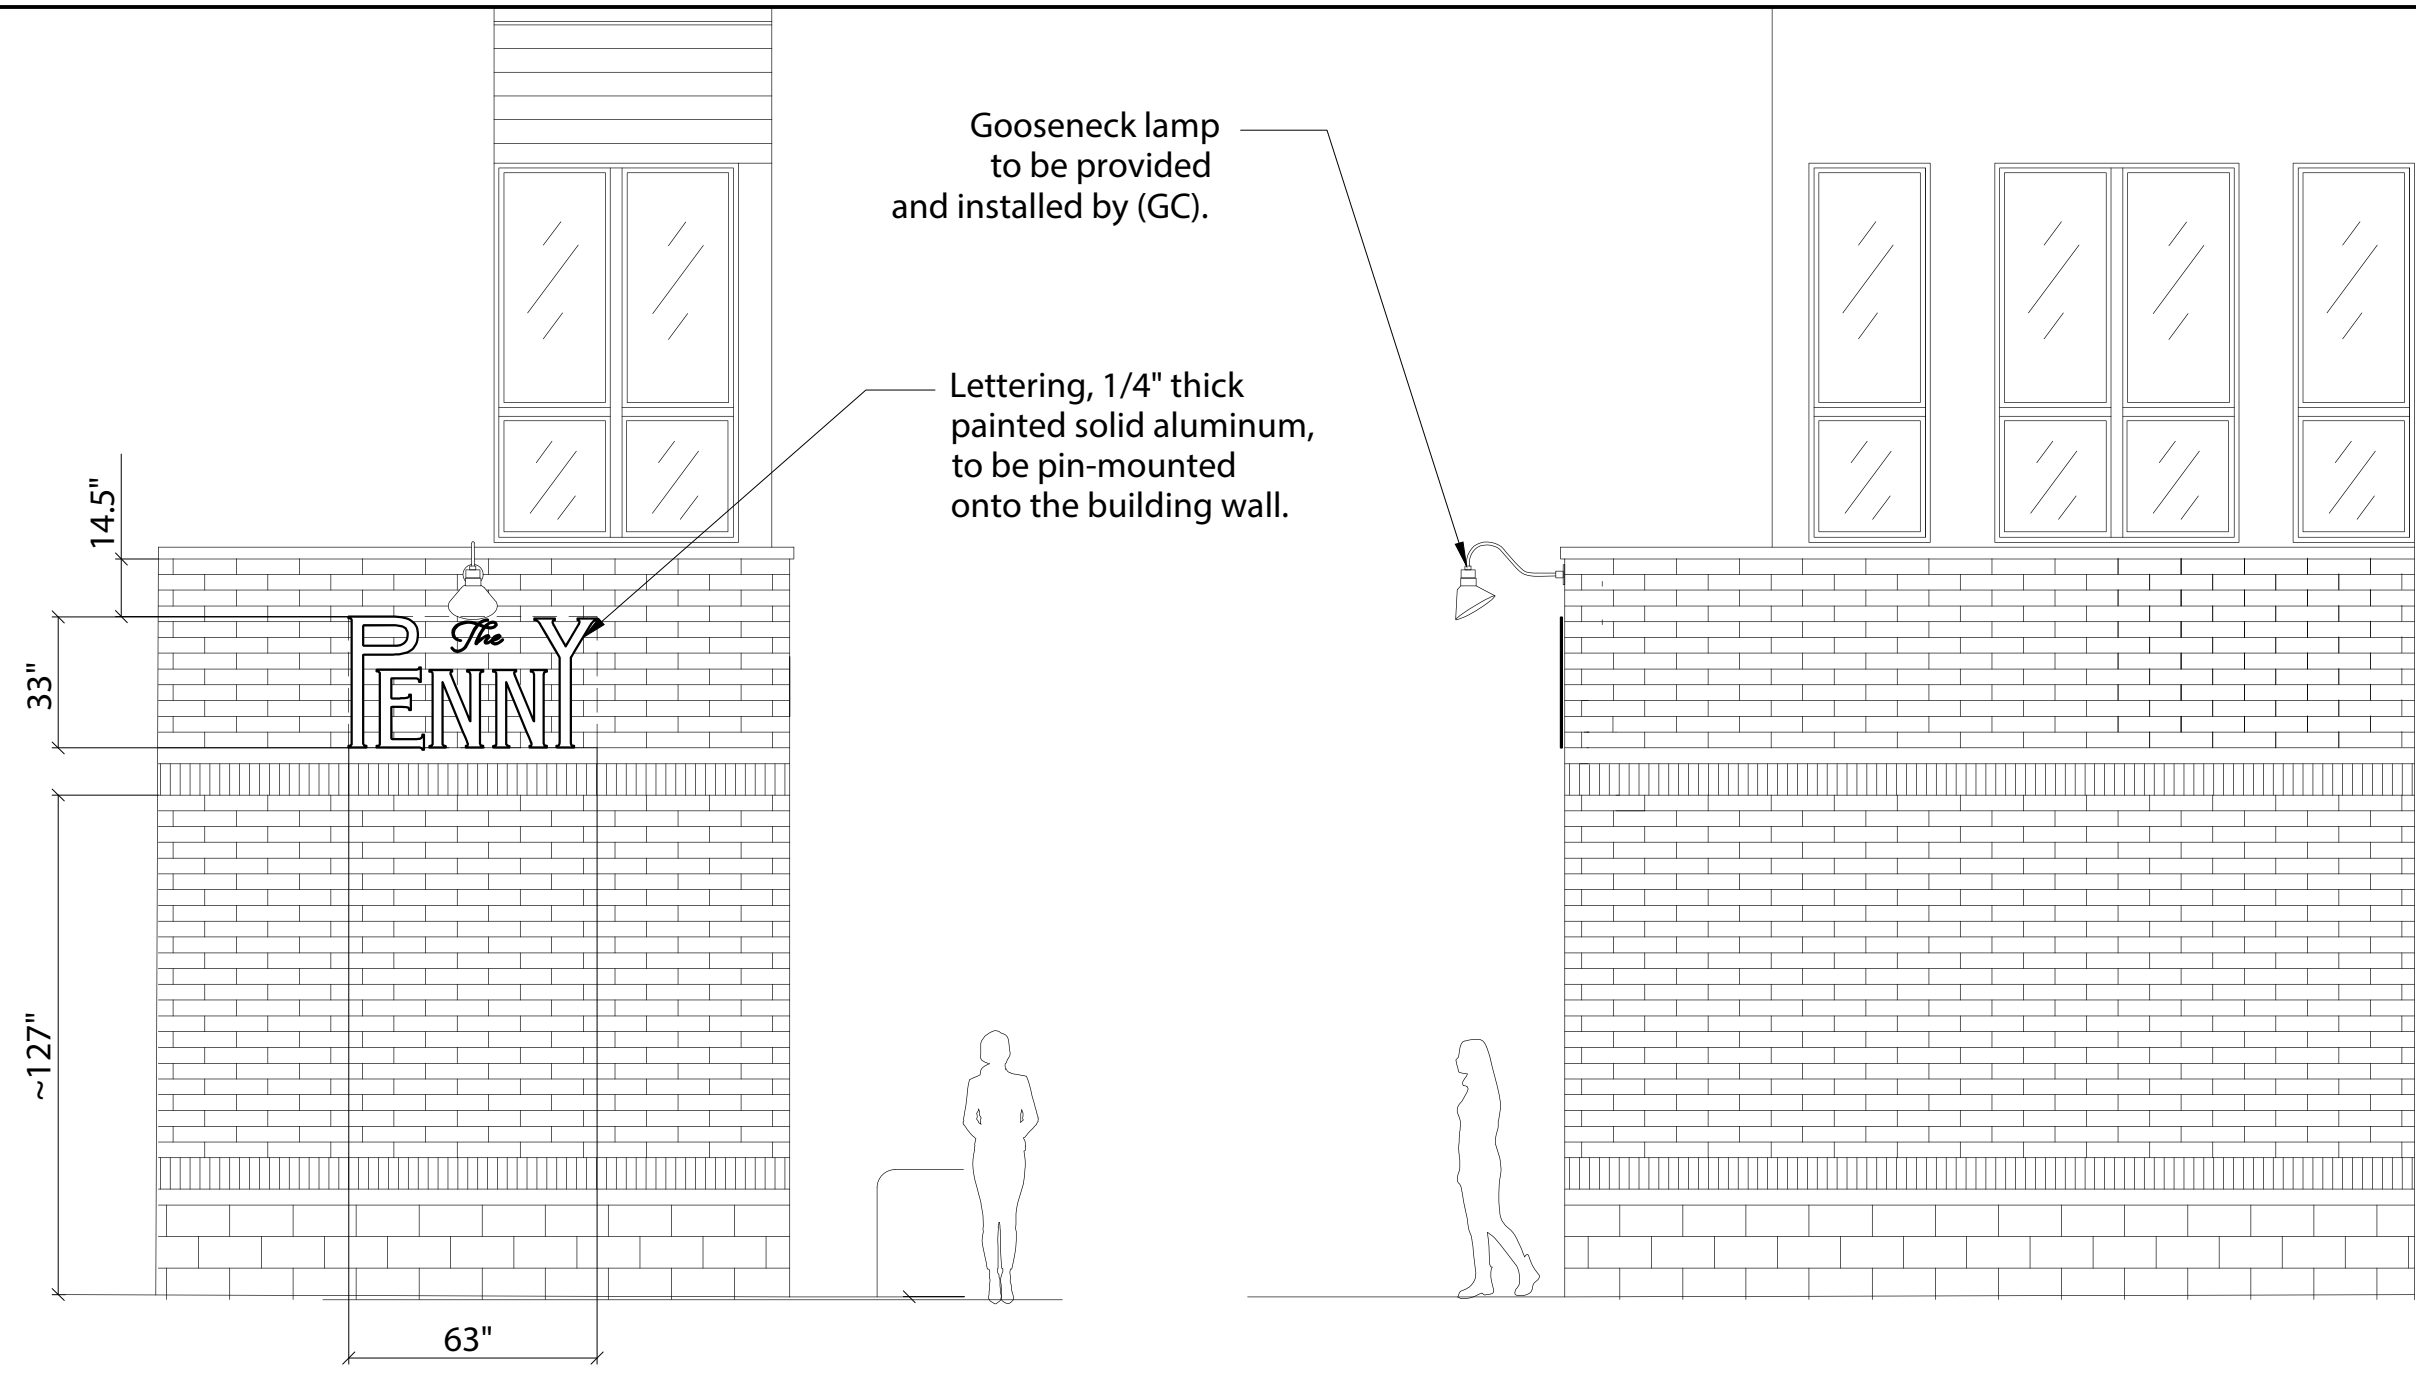 Gooseneck lamp
to be provided
and installed by (GC).
Lettering, 1/4" thick
painted solid aluminum,
to be pin-mounted
onto the building wall.
14.5"
33"
The
PENNY
~127"
63"